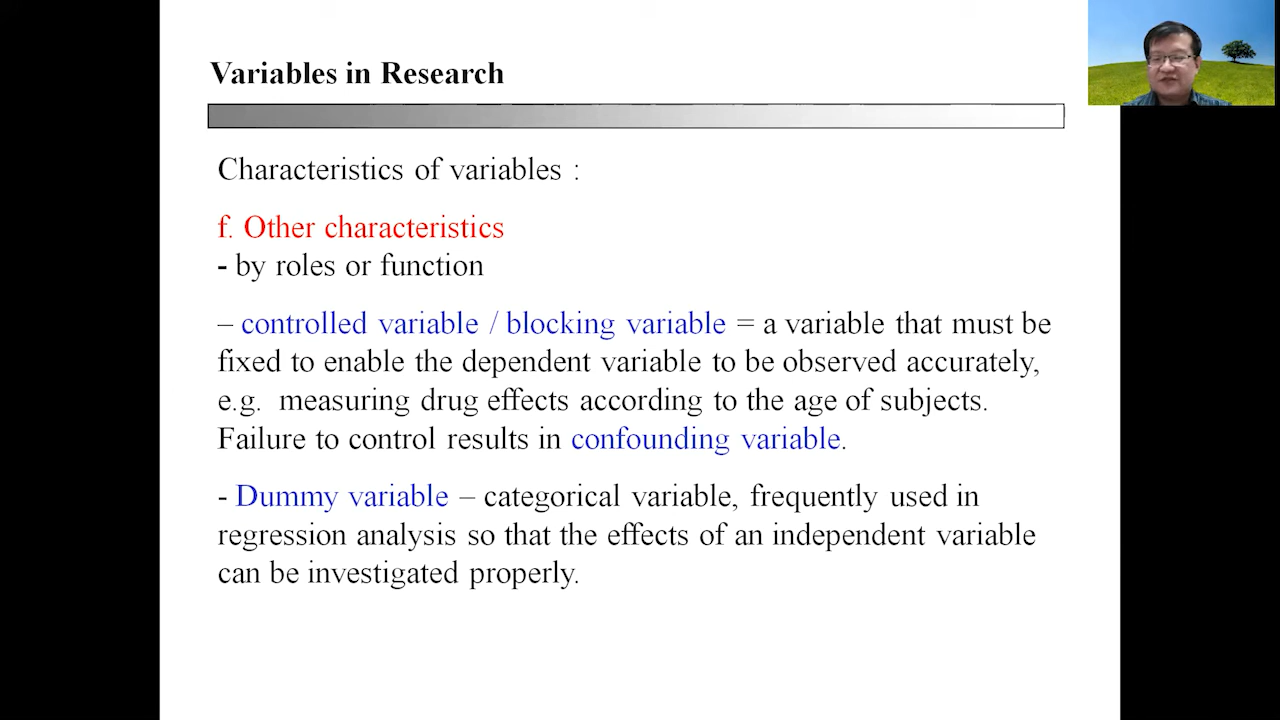 Variables in Research
Characteristics of variables :
f. Other characteristics
- by roles or function
– controlled variable / blocking variable = a variable that must be
fixed to enable the dependent variable to be observed accurately,
e.g. measuring drug effects according to the age of subjects.
Failure to control results in confounding variable.
- Dummy variable – categorical variable, frequently used in
regression analysis so that the effects of an independent variable
can be investigated properly.